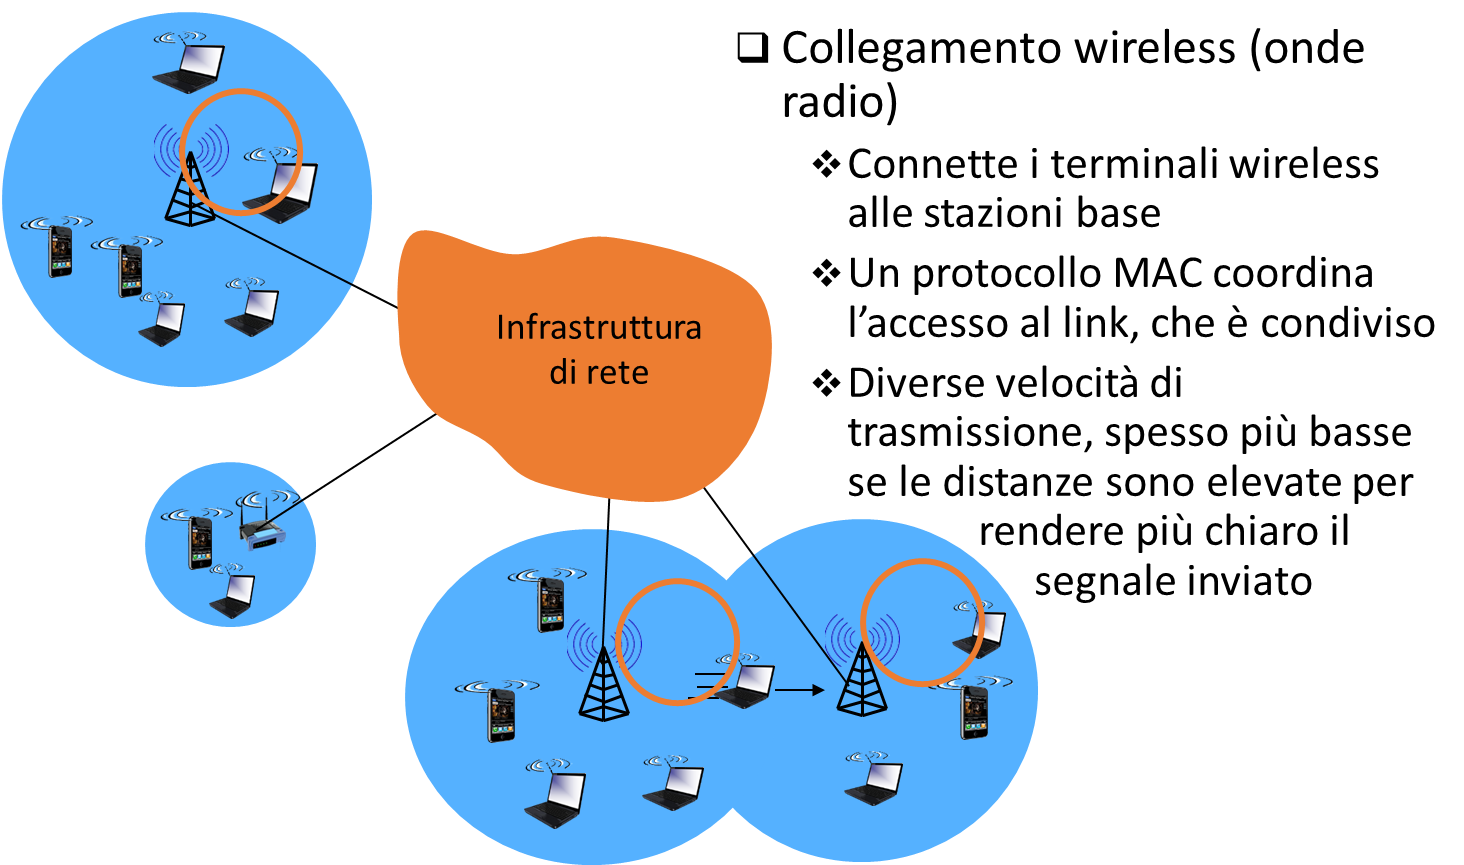 ❑ Collegamento wireless (onde
radio)
❖ Connette i terminali wireless
alle stazioni base
❖ Un protocollo MAC coordina
l’accesso al link, che è condiviso
❖ Diverse velocità di
trasmissione, spesso più basse
se le distanze sono elevate per
rendere più chiaro il
segnale inviato
Infrastruttura
di rete